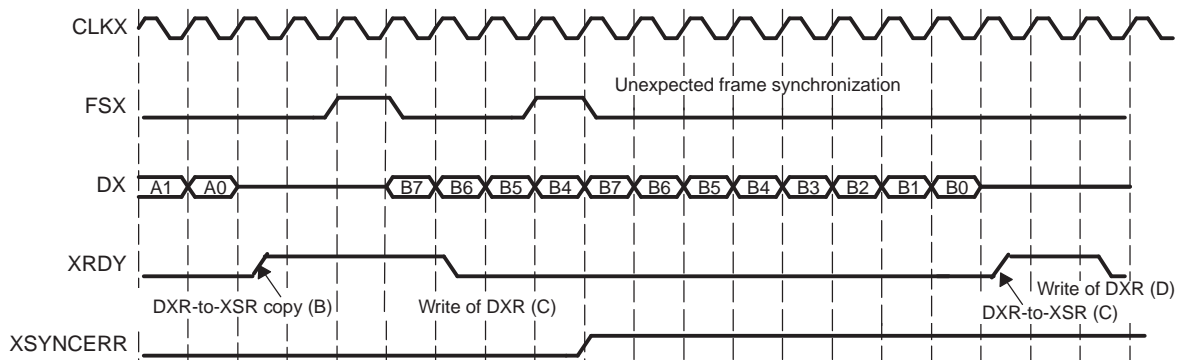 CLKX
Unexpected frame synchronization
FSX
DX A1 A0 B7 B6 B5 B4 B7 B6 B5 B4 B3 B2 B1 B0
XRDY
DXR-to-XSR copy (B) Write of DXR (C) Write of DXR (D)
DXR-to-XSR (C)
XSYNCERR